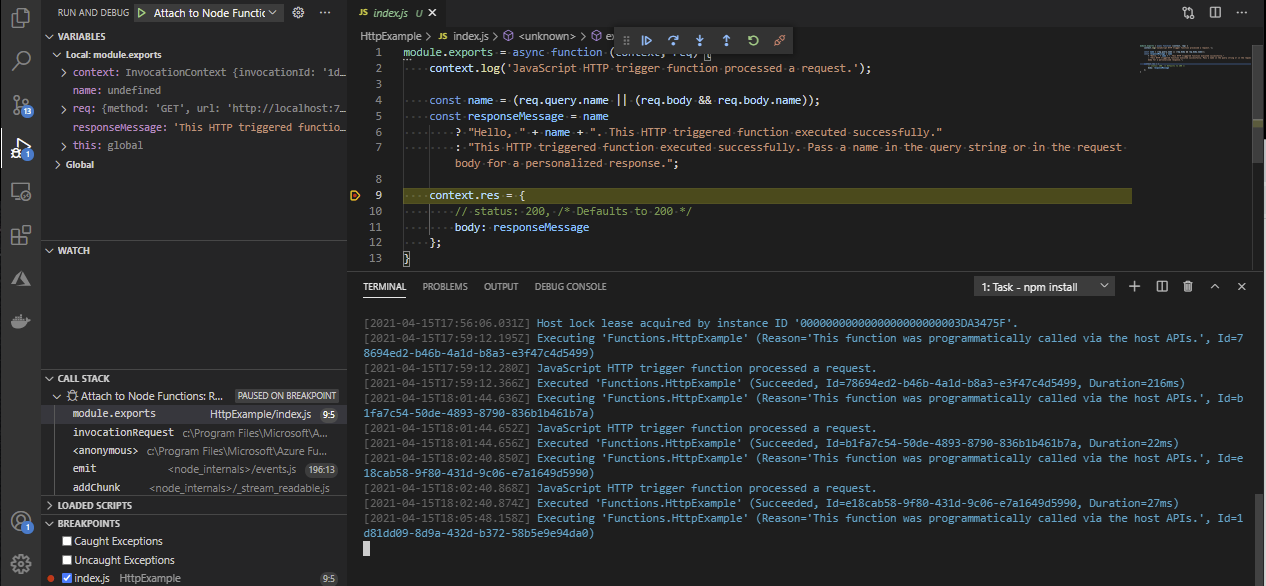 RUN AND DEBUG Attach to Node Functic
VARIABLES
Local: module.exports
context: InvocationContext {invocationId: '1d…
name: undefined
req: {method: 'GET', url: 'http://localhost:7…
responseMessage: 'This HTTP triggered functio…
this: global
Global
WATCH
CALL STACK
Attach to Node Functions: R... PAUSED ON BREAKPOINT
module.exports HttpExample/index.js 9:5
invocationRequest c:\Program Files\Microsoft\A...
<anonymous> c:\Program Files\Microsoft\Azure Fu...
emit <node_internals>/events.js 196:13
addChunk <node_internals>/_stream_readable.js
LOADED SCRIPTS
BREAKPOINTS
Caught Exceptions
Uncaught Exceptions
index.js HttpExample 9:5
13
1
1
JS index.js U
HttpExample > JS index.js > <unknown> > ex
1 module.exports = async function (context, req) {
2 context.log('JavaScript HTTP trigger function processed a request.');
3
4 const name = (req.query.name || (req.body && req.body.name));
5 const responseMessage = name
6 ? "Hello, " + name + ". This HTTP triggered function executed successfully."
7 : "This HTTP triggered function executed successfully. Pass a name in the query string or in the request
body for a personalized response.";
8
9 context.res = {
10 // status: 200, /* Defaults to 200 */
11 body: responseMessage
12 };
13 }
TERMINAL PROBLEMS OUTPUT DEBUG CONSOLE 1: Task - npm install
[2021-04-15T17:56:06.031Z] Host lock lease acquired by instance ID '0000000000000000000000003DA3475F'.
[2021-04-15T17:59:12.195Z] Executing 'Functions.HttpExample' (Reason='This function was programmatically called via the host APIs.', Id=7
8694ed2-b46b-4a1d-b8a3-e3f47c4d5499)
[2021-04-15T17:59:12.280Z] JavaScript HTTP trigger function processed a request.
[2021-04-15T17:59:12.366Z] Executed 'Functions.HttpExample' (Succeeded, Id=78694ed2-b46b-4a1d-b8a3-e3f47c4d5499, Duration=216ms)
[2021-04-15T18:01:44.636Z] Executing 'Functions.HttpExample' (Reason='This function was programmatically called via the host APIs.', Id=b
1fa7c54-50de-4893-8790-836b1b461b7a)
[2021-04-15T18:01:44.652Z] JavaScript HTTP trigger function processed a request.
[2021-04-15T18:01:44.656Z] Executed 'Functions.HttpExample' (Succeeded, Id=b1fa7c54-50de-4893-8790-836b1b461b7a, Duration=22ms)
[2021-04-15T18:02:40.850Z] Executing 'Functions.HttpExample' (Reason='This function was programmatically called via the host APIs.', Id=e
18cab58-9f80-431d-9c06-e7a1649d5990)
[2021-04-15T18:02:40.868Z] JavaScript HTTP trigger function processed a request.
[2021-04-15T18:02:40.874Z] Executed 'Functions.HttpExample' (Succeeded, Id=e18cab58-9f80-431d-9c06-e7a1649d5990, Duration=27ms)
[2021-04-15T18:05:48.158Z] Executing 'Functions.HttpExample' (Reason='This function was programmatically called via the host APIs.', Id=1
d81dd09-8d9a-432d-b372-58b5e9e94da0)